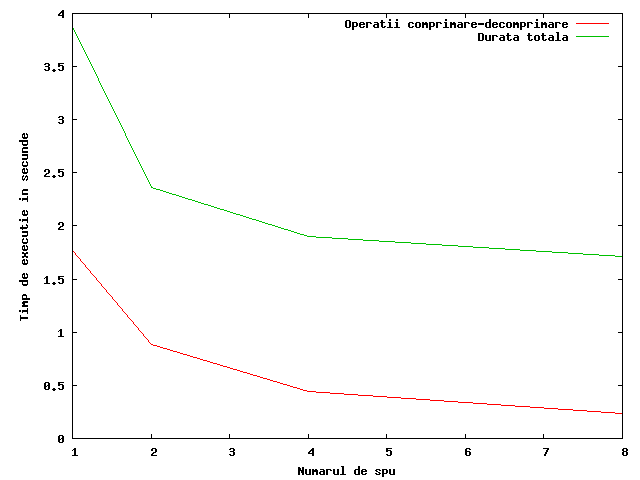 4
Operatii comprimare-decomprimare
Durata totala
3.5
3
2.5
2
1.5
1
0.5
0
Timp de executie in secunde
1 2 3 4 5 6 7 8
Numarul de spu